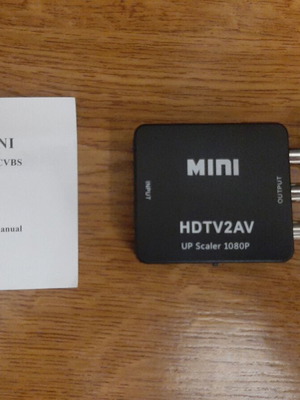 NI
CVBS
anual
MINI
INPUT
OUTPUT
HDTV2AV
UP Scaler 1080P